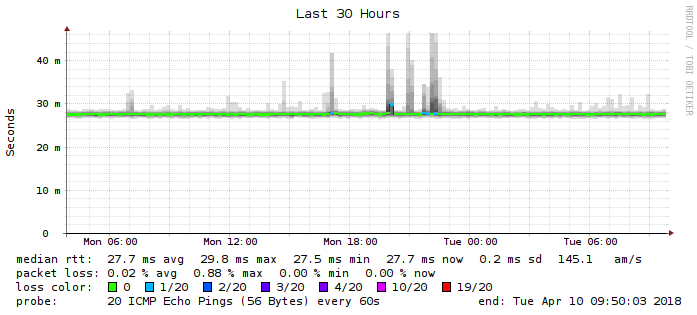 Last 30 Hours
RRDTOOL / TOBI OETIKER
Seconds
40 m
30 m
20 m
10 m
0
Mon 06:00 Mon 12:00 Mon 18:00 Tue 00:00 Tue 06:00
median rtt: 27.7 ms avg 29.8 ms max 27.5 ms min 27.7 ms now 0.2 ms sd 145.1 am/s
packet loss: 0.02 % avg 0.88 % max 0.00 % min 0.00 % now
loss color: 0 1/20 2/20 3/20 4/20 10/20 19/20
probe: 20 ICMP Echo Pings (56 Bytes) every 60s end: Tue Apr 10 09:50:03 2018